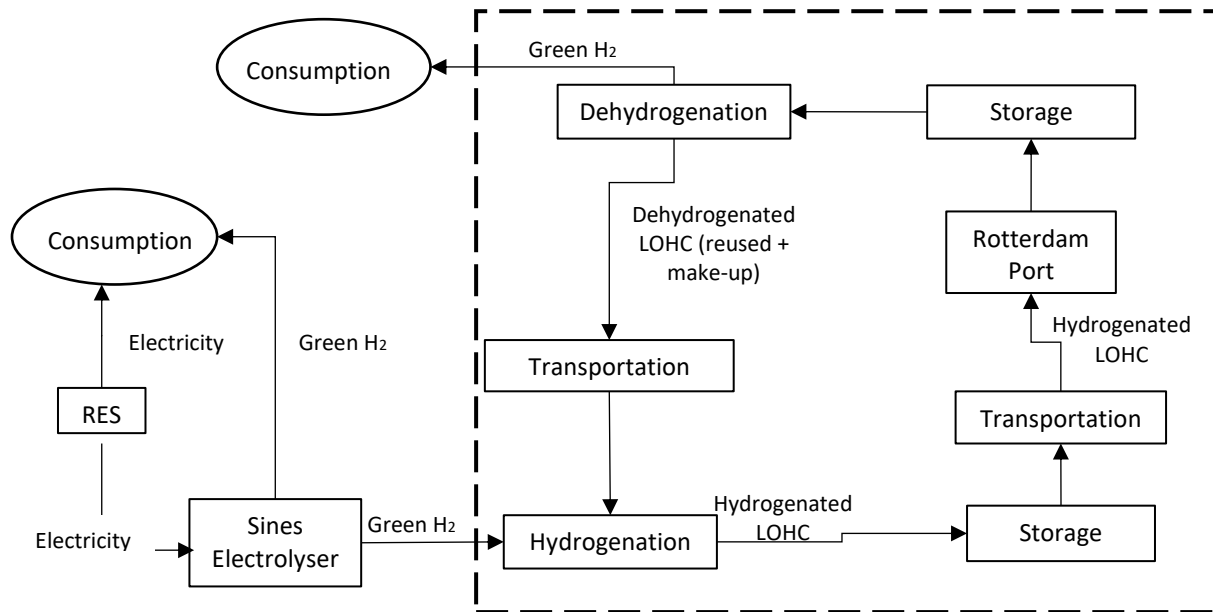 Green H2
Consumption
Dehydrogenation
Storage
Dehydrogenated
LOHC (reused +
make-up)
Consumption
Rotterdam
Port
Electricity
Green H2
Hydrogenated
LOHC
Transportation
RES
Transportation
Electricity
Sines
Electrolyser
Green H2
Hydrogenation
Hydrogenated
LOHC
Storage